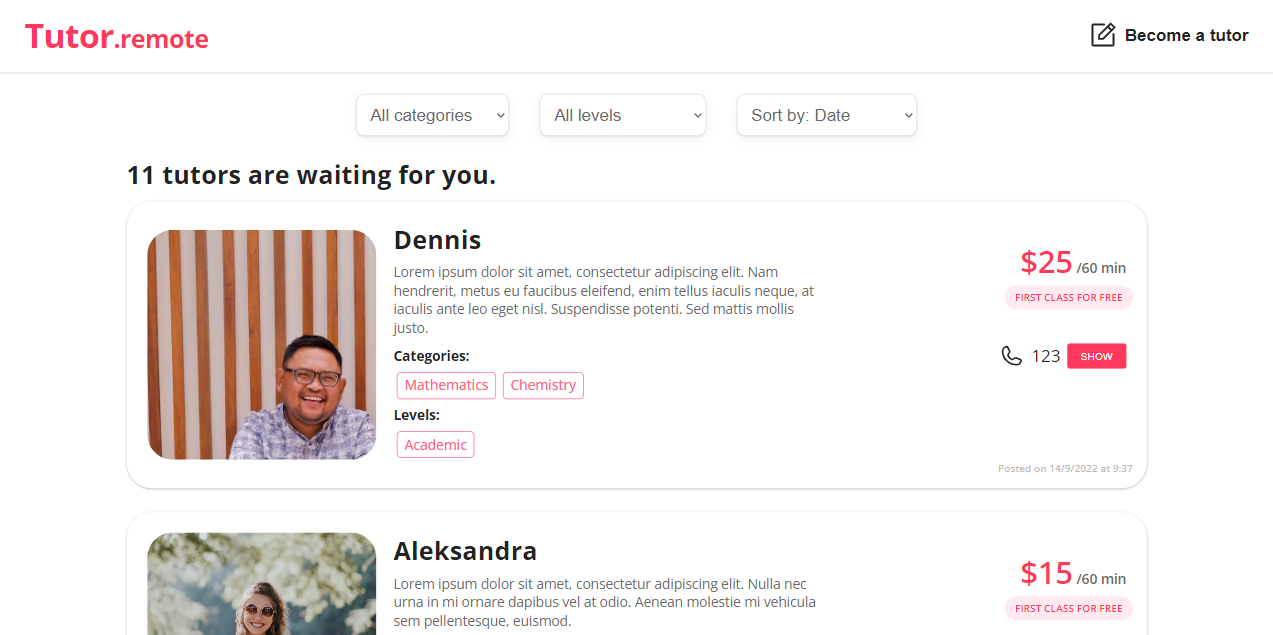 Tutor.remote
Become a tutor
All categories
All levels
Sort by: Date
11 tutors are waiting for you.
Dennis
Lorem ipsum dolor sit amet, consectetur adipiscing elit. Nam
hendrerit, metus eu faucibus eleifend, enim tellus iaculis neque, at
iaculis ante leo eget nisl. Suspendisse potenti. Sed mattis mollis
justo.
Categories:
Mathematics Chemistry
Levels:
Academic
$25 /60 min
FIRST CLASS FOR FREE
123 SHOW
Posted on 14/9/2022 at 9:37
Aleksandra
Lorem ipsum dolor sit amet, consectetur adipiscing elit. Nulla nec
urna in mi ornare dapibus vel at odio. Aenean molestie mi vehicula
sem pellentesque, euismod.
$15 /60 min
FIRST CLASS FOR FREE